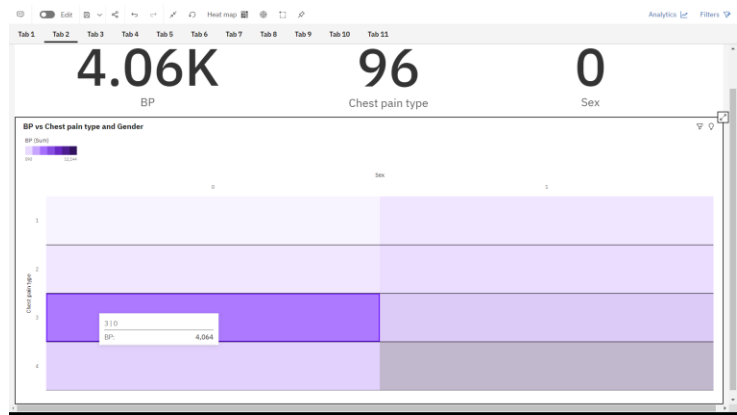 Edit Heat map Analytics Filters
Tab 1 Tab 2 Tab 3 Tab 4 Tab 5 Tab 6 Tab 7 Tab 8 Tab 9 Tab 10 Tab 11
4.06K 96 0
BP Chest pain type Sex
BP vs Chest pain type and Gender
BP (Sum)
12,144
Sex
0 1
1
2
Chest pain type
3
3 | 0
BP: 4,064
4